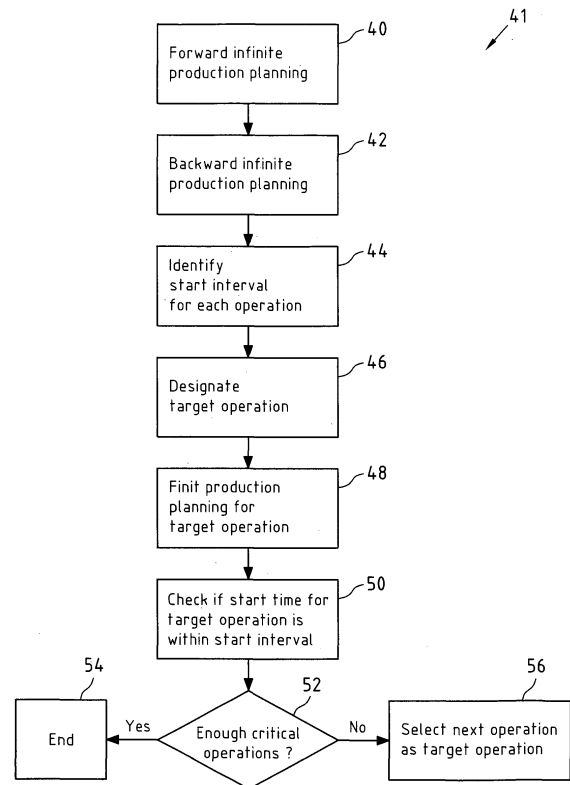 40
41
Forward infinite
production planning
42
Backward infinite
production planning
44
Identify
start interval
for each operation
46
Designate
target operation
48
Finit production
planning for
target operation
50
Check if start time for
target operation is
within start interval
54
52
56
End
Yes
Enough critical
operations ?
No
Select next operation
as target operation